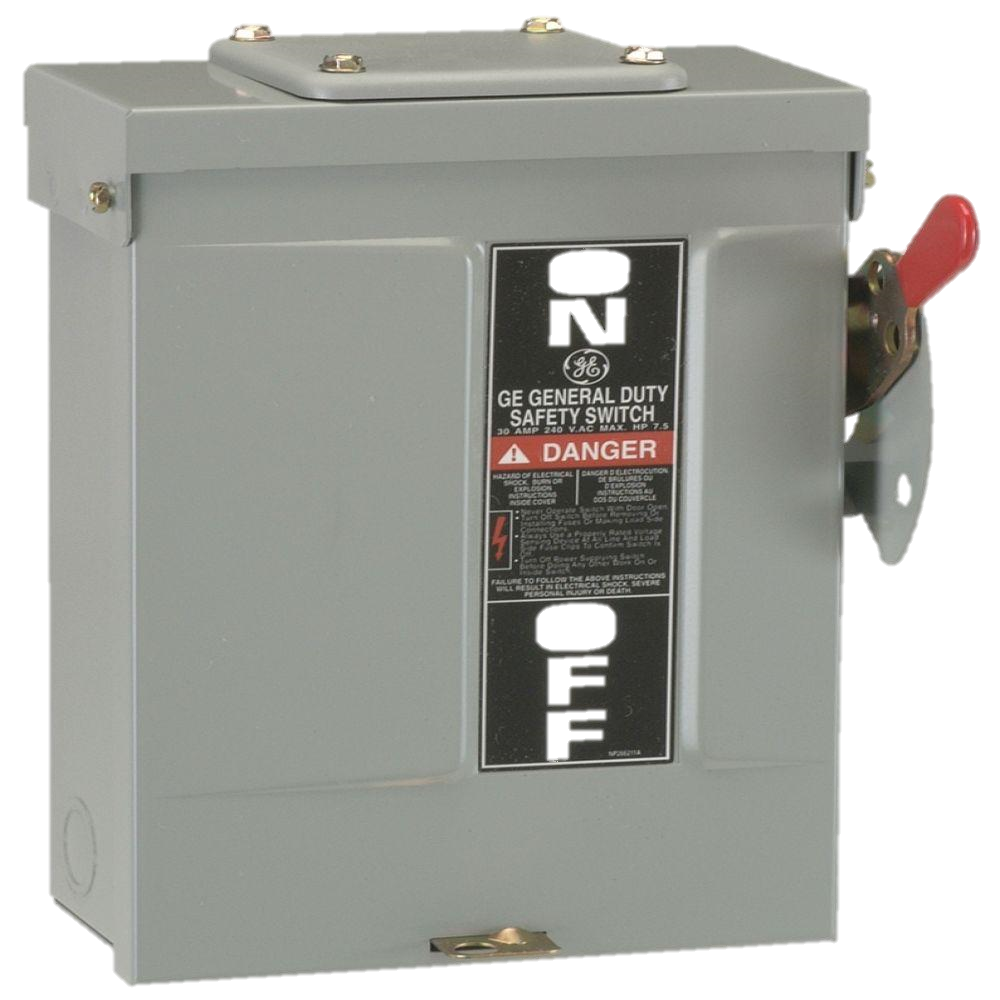 ON
GE
GE GENERAL DUTY
SAFETY SWITCH
30 AMP 240 V.AC MAX. HP 7.5
DANGER
HAZARD OF ELECTRICAL
SHOCK, BURN OR
EXPLOSION
INSTRUCTIONS
INSIDE COVER
DANGER D'ELECTROCUTION
DE BRÛLURES OU
D'EXPLOSION
INSTRUCTIONS AU
DOS DU COUVERCLE
• Never Operate Switch With Door Open.
• Turn Off Switch Before Removing Or
Installing Fuses Or Making Load Side
Connections.
• Always Use a Properly Rated Voltage
Sensing Device At All Line And Load
Side Fuse Clips To Confirm Switch Is
Off.
• Turn Off Power Supplying Switch
Before Doing Any Other Work On Or
Inside Switch.
FAILURE TO FOLLOW THE ABOVE INSTRUCTIONS
WILL RESULT IN ELECTRICAL SHOCK, SEVERE
PERSONAL INJURY OR DEATH.
OFF